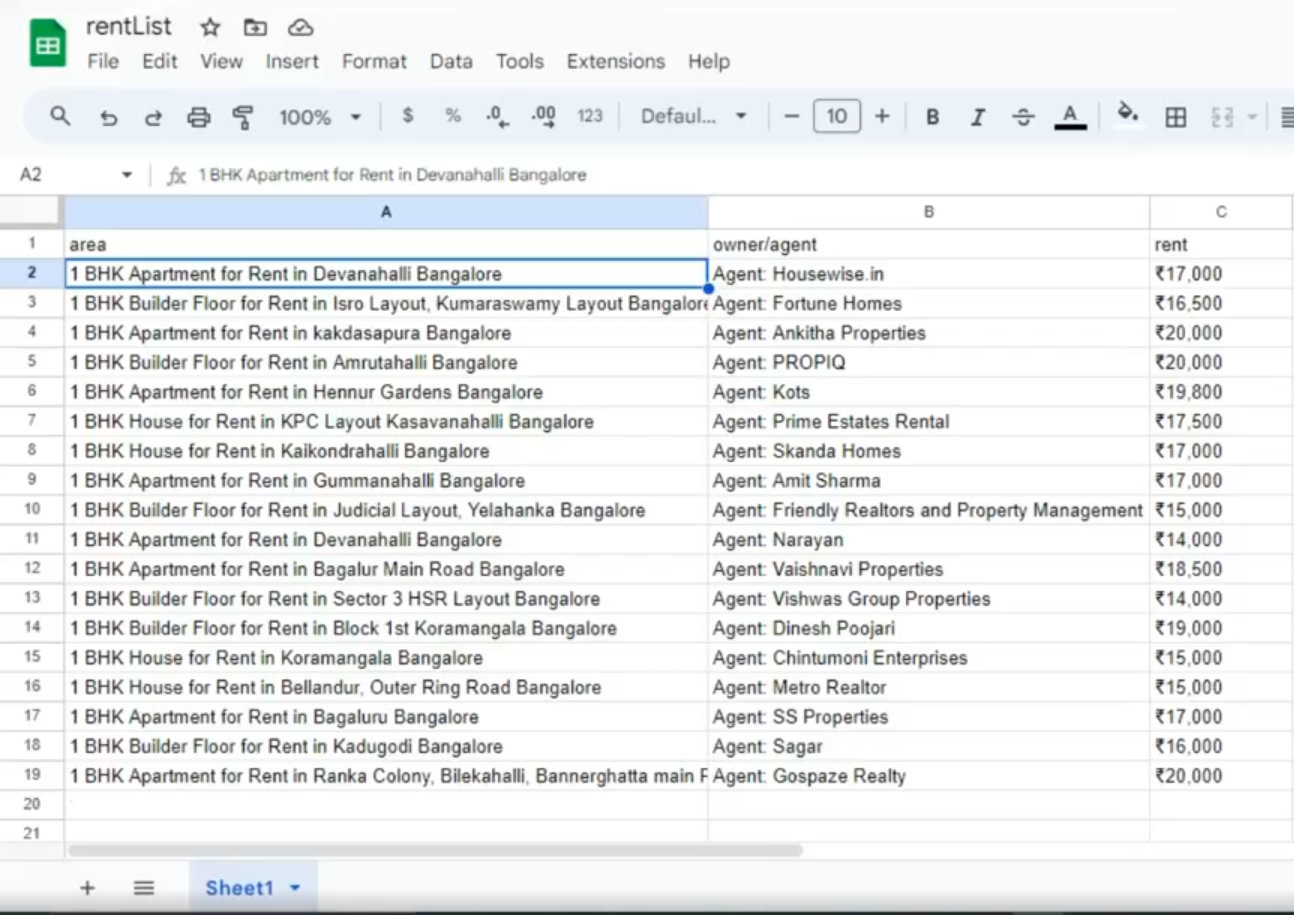 rentList
File Edit View Insert Format Data Tools Extensions Help
100% $ % .0 .00 123 Defaul... − 10 + B I S A
A2 fx 1 BHK Apartment for Rent in Devanahalli Bangalore
A B C
1 area owner/agent rent
2 1 BHK Apartment for Rent in Devanahalli Bangalore Agent: Housewise.in ₹17,000
3 1 BHK Builder Floor for Rent in Isro Layout, Kumaraswamy Layout Bangalore Agent: Fortune Homes ₹16,500
4 1 BHK Apartment for Rent in kakdasapura Bangalore Agent: Ankitha Properties ₹20,000
5 1 BHK Builder Floor for Rent in Amrutahalli Bangalore Agent: PROPIQ ₹20,000
6 1 BHK Apartment for Rent in Hennur Gardens Bangalore Agent: Kots ₹19,800
7 1 BHK House for Rent in KPC Layout Kasavanahalli Bangalore Agent: Prime Estates Rental ₹17,500
8 1 BHK House for Rent in Kaikondrahalli Bangalore Agent: Skanda Homes ₹17,000
9 1 BHK Apartment for Rent in Gummanahalli Bangalore Agent: Amit Sharma ₹17,000
10 1 BHK Builder Floor for Rent in Judicial Layout, Yelahanka Bangalore Agent: Friendly Realtors and Property Management ₹15,000
11 1 BHK Apartment for Rent in Devanahalli Bangalore Agent: Narayan ₹14,000
12 1 BHK Apartment for Rent in Bagalur Main Road Bangalore Agent: Vaishnavi Properties ₹18,500
13 1 BHK Builder Floor for Rent in Sector 3 HSR Layout Bangalore Agent: Vishwas Group Properties ₹14,000
14 1 BHK Builder Floor for Rent in Block 1st Koramangala Bangalore Agent: Dinesh Poojari ₹19,000
15 1 BHK House for Rent in Koramangala Bangalore Agent: Chintumoni Enterprises ₹15,000
16 1 BHK House for Rent in Bellandur, Outer Ring Road Bangalore Agent: Metro Realtor ₹15,000
17 1 BHK Apartment for Rent in Bagaluru Bangalore Agent: SS Properties ₹17,000
18 1 BHK Builder Floor for Rent in Kadugodi Bangalore Agent: Sagar ₹16,000
19 1 BHK Apartment for Rent in Ranka Colony, Bilekahalli, Bannerghatta main Agent: Gospaze Realty ₹20,000
20
21
+ Sheet1